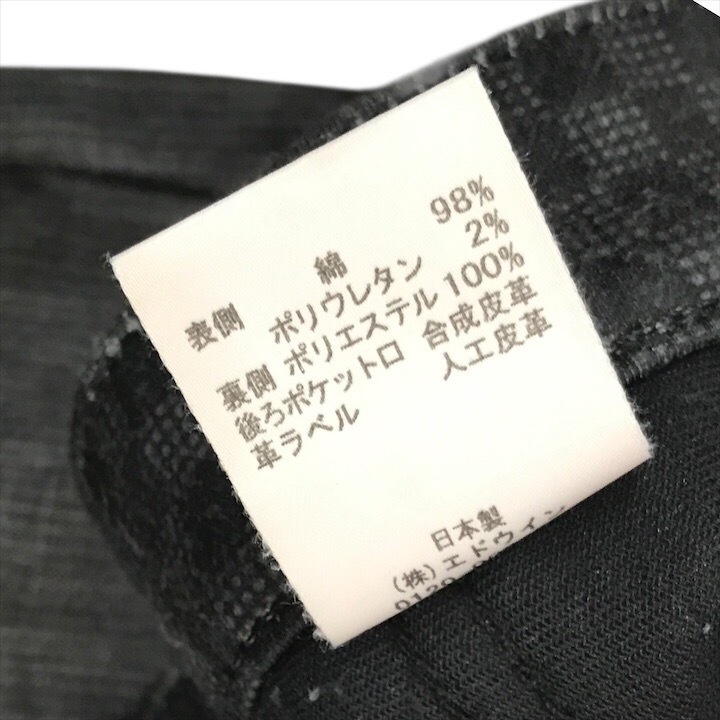 表側 綿 98%
ポリウレタン 2%
裏側 ポリエステル 100%
後ろポケット口 合成皮革
革ラベル 人工皮革
日本製
(株)エドウイン
0120